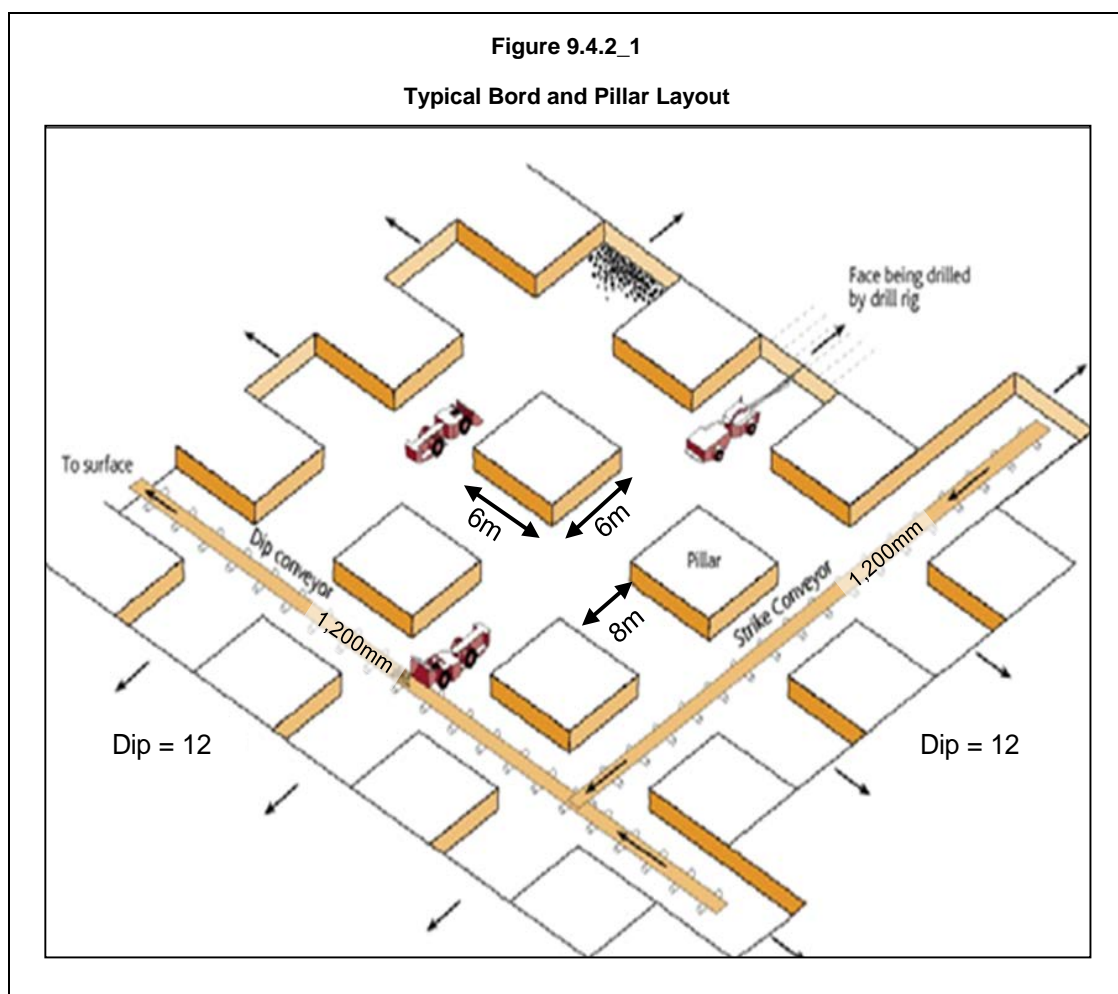 Figure 9.4.2_1
Typical Bord and Pillar Layout
Face being drilled
by drill rig
To surface
6m
6m
Dip conveyor
1,200mm
Pillar
8m
Strike Conveyor
1,200mm
Dip = 12
Dip = 12